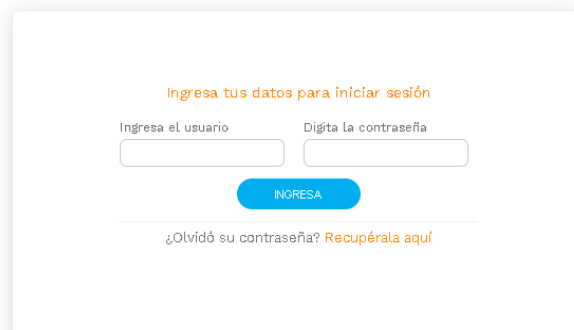 Ingresa tus datos para iniciar sesión
Ingresa el usuario Digita la contraseña
INGRESA
¿Olvidó su contraseña? Recupérala aquí